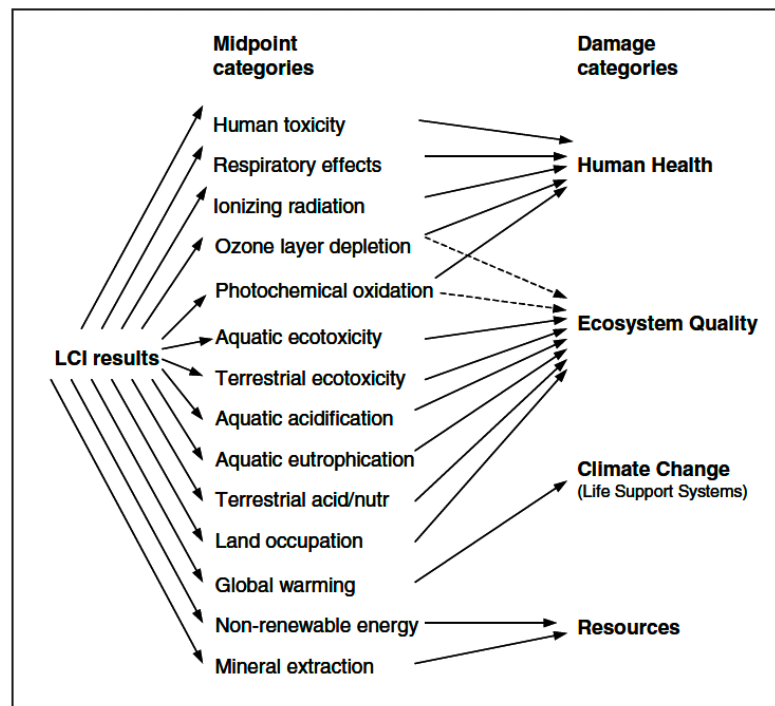 Midpoint
categories
Damage
categories
Human toxicity
Respiratory effects
Human Health
Ionizing radiation
Ozone layer depletion
Photochemical oxidation
Ecosystem Quality
Aquatic ecotoxicity
LCI results
Terrestrial ecotoxicity
Aquatic acidification
Aquatic eutrophication
Climate Change
(Life Support Systems)
Terrestrial acid/nutr
Land occupation
Global warming
Non-renewable energy
Resources
Mineral extraction